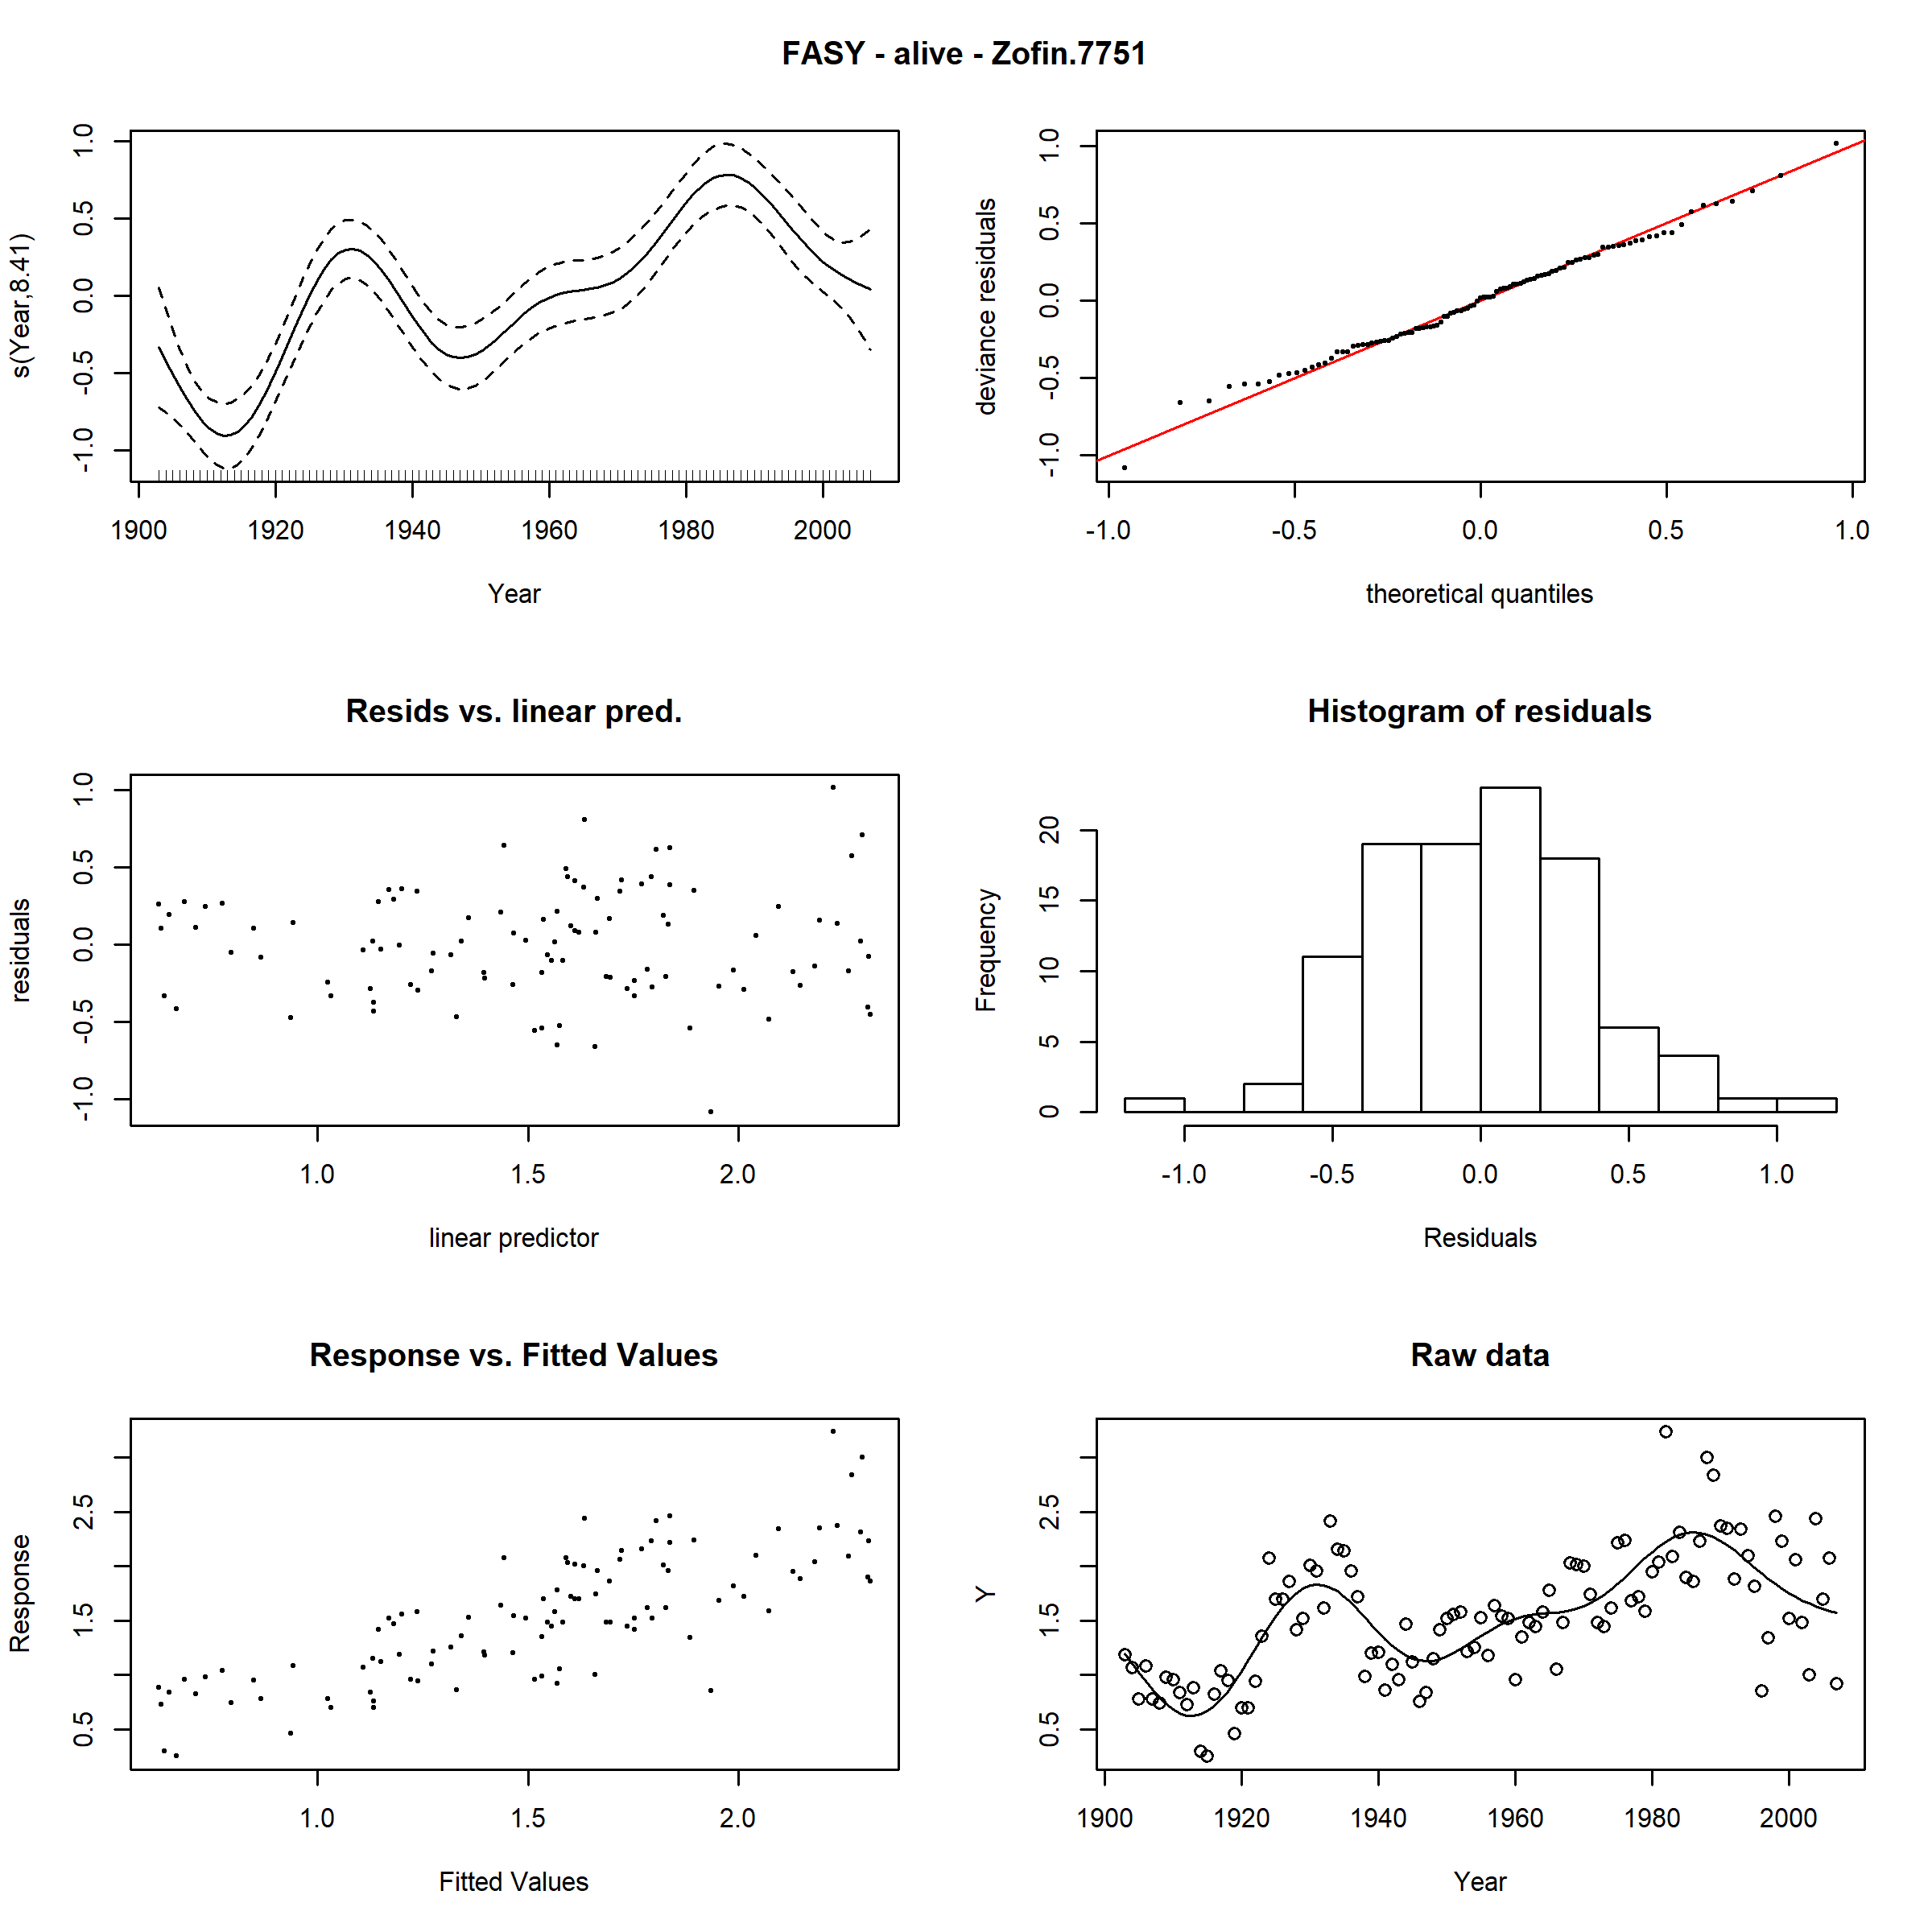 FASY - alive - Zofin.7751
s(Year,8.41)
1.0
0.5
0.0
-0.5
-1.0
1900 1920 1940 1960 1980 2000
Year
deviance residuals
1.0
0.5
0.0
-0.5
-1.0
-1.0 -0.5 0.0 0.5 1.0
theoretical quantiles
Resids vs. linear pred.
residuals
1.0
0.5
0.0
-0.5
-1.0
1.0 1.5 2.0
linear predictor
Histogram of residuals
Frequency
20
15
10
5
0
-1.0 -0.5 0.0 0.5 1.0
Residuals
Response vs. Fitted Values
Response
2.5
1.5
0.5
1.0 1.5 2.0
Fitted Values
Raw data
Y
2.5
1.5
0.5
1900 1920 1940 1960 1980 2000
Year